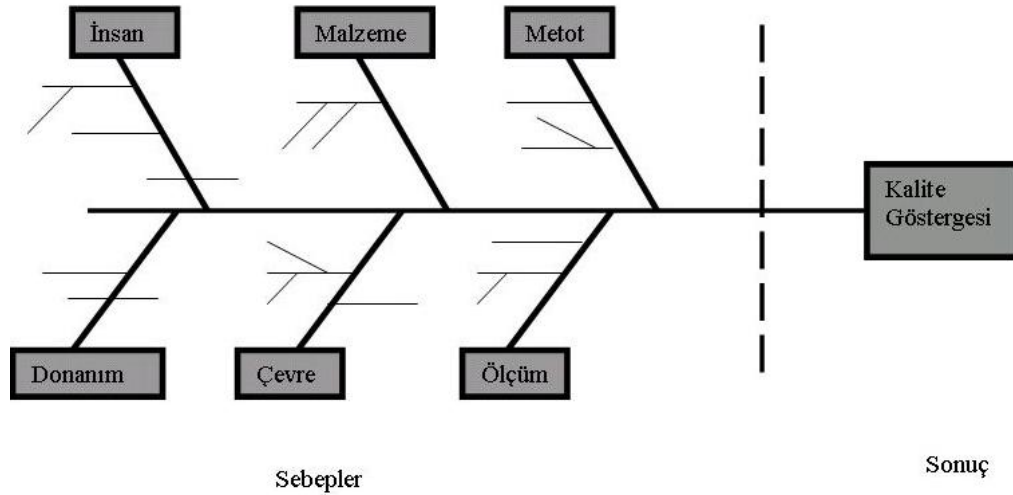 İnsan
Malzeme
Metot
Kalite
Göstergesi
Donanım
Çevre
Ölçüm
Sebepler
Sonuç